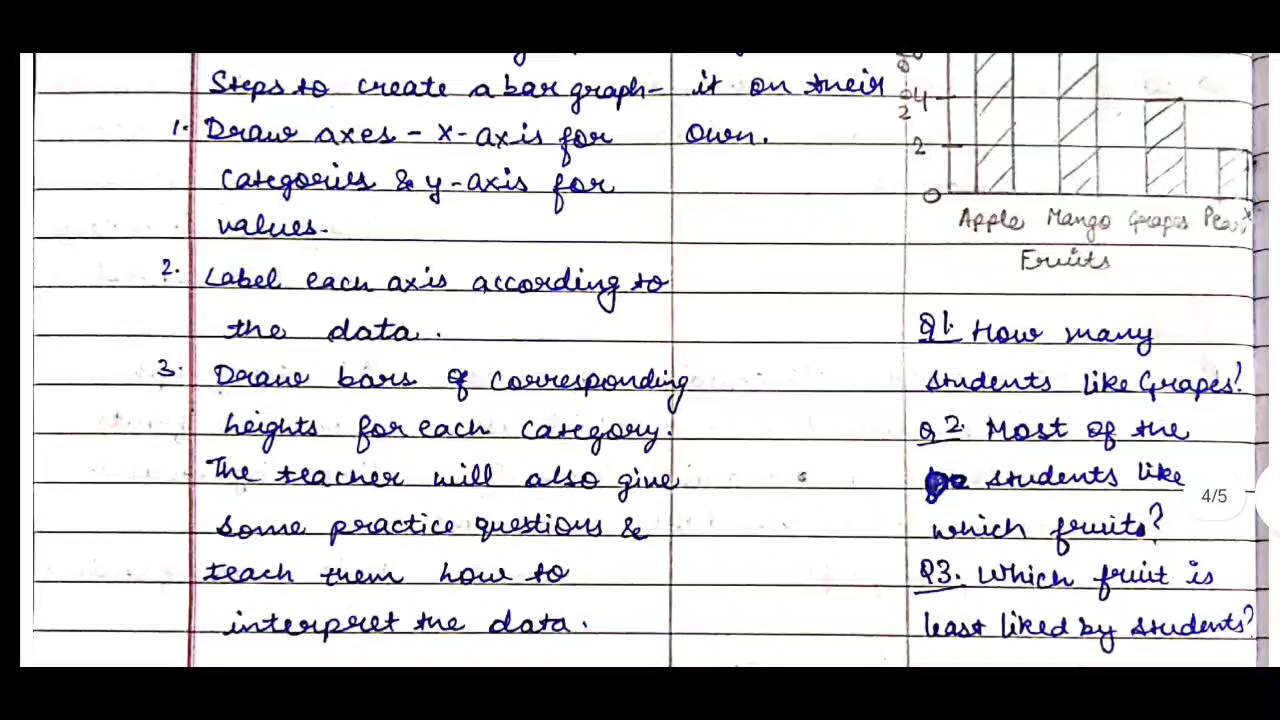 Steps to create a bar graph-
1. Draw axes - x-axis for
categories & y-axis for
values.
2. Label each axis according to
the data.
3. Draw bars of corresponding
heights for each category.
The teacher will also give
some practice questions &
teach them how to
interpret the data.
it on their
own.
4
2
2
0
Apple Mango Grapes
Fruits
Q1. How many
students like Grapes?
Q2. Most of the
students like
which fruits?
Q3. Which fruit is
least liked by students?
4/5